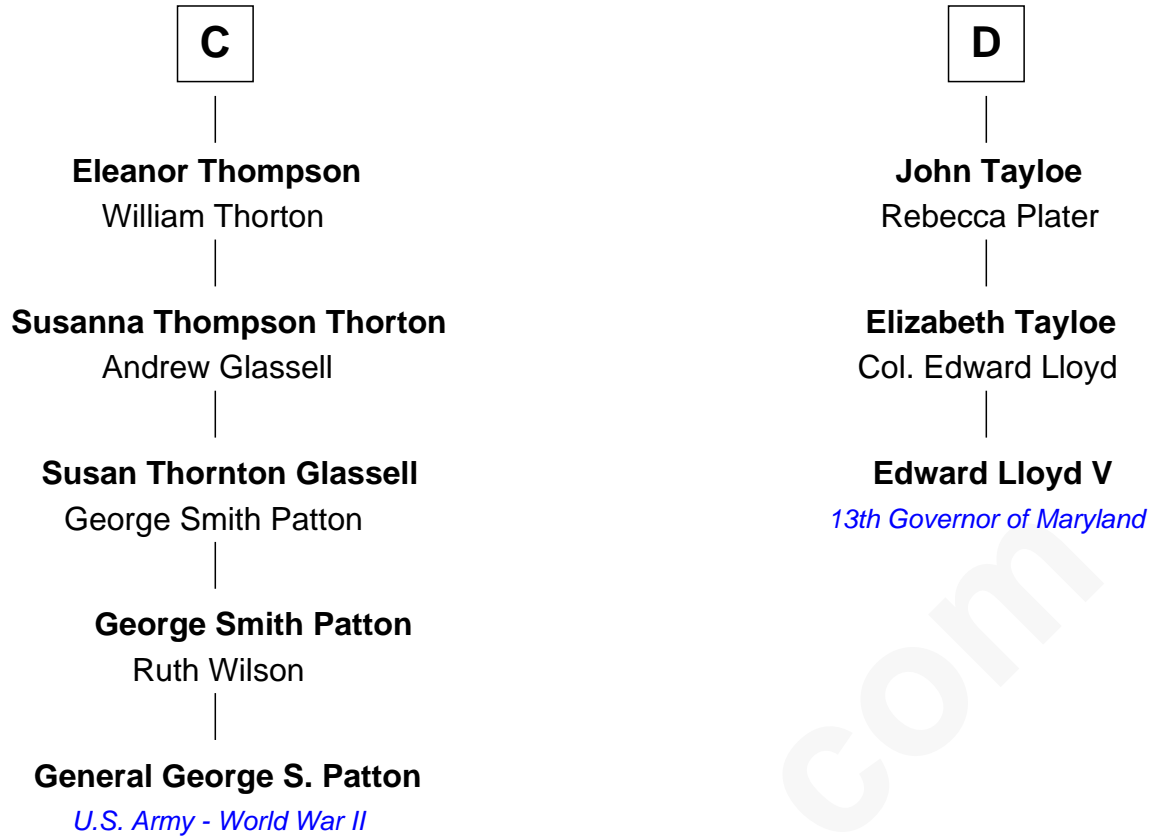 C
Eleanor Thompson
William Thorton
Susanna Thompson Thorton
Andrew Glassell
Susan Thornton Glassell
George Smith Patton
George Smith Patton
Ruth Wilson
General George S. Patton
U.S. Army - World War II
D
John Tayloe
Rebecca Plater
Elizabeth Tayloe
Col. Edward Lloyd
Edward Lloyd V
13th Governor of Maryland
com